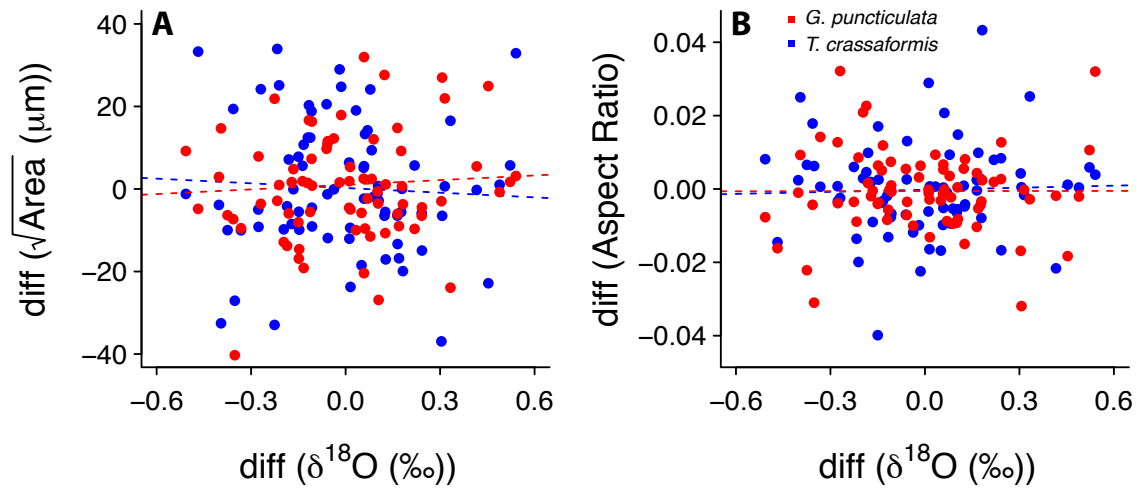 A
diff (√Area (μm))
40
20
0
−20
−40
−0.6 −0.3 0.0 0.3 0.6
diff (δ¹⁸O (‰))
B
G. puncticulata
T. crassaformis
diff (Aspect Ratio)
0.04
0.02
0.00
−0.02
−0.04
−0.6 −0.3 0.0 0.3 0.6
diff (δ¹⁸O (‰))